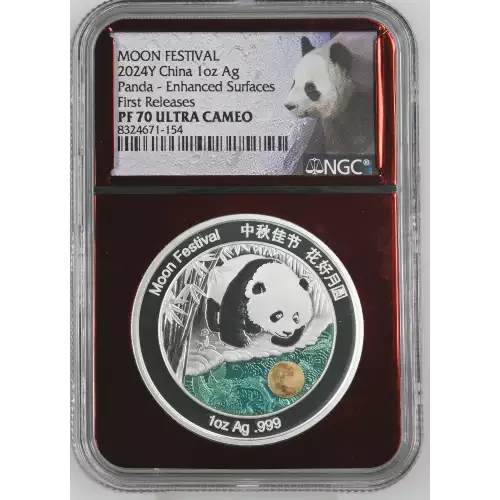 MOON FESTIVAL
2024Y China 1oz Ag
Panda - Enhanced Surfaces
First Releases
PF 70 ULTRA CAMEO
8324671-154
NGC®
Moon Festival 中秋佳节 花好月圆
1oz Ag .999